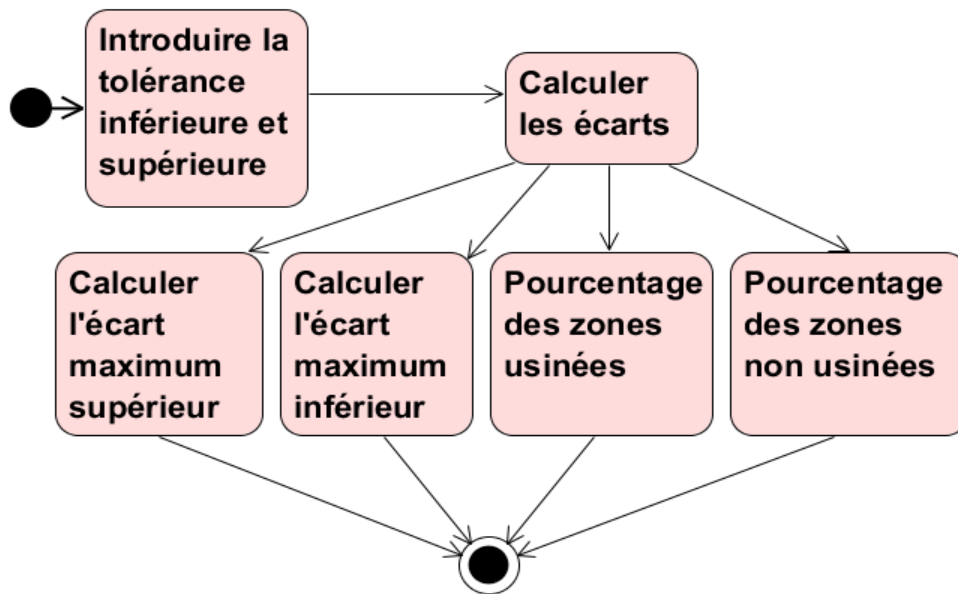 Introduire la
tolérance
inférieure et
supérieure
Calculer
les écarts
Calculer
l'écart
maximum
supérieur
Calculer
l'écart
maximum
inférieur
Pourcentage
des zones
usinées
Pourcentage
des zones
non usinées